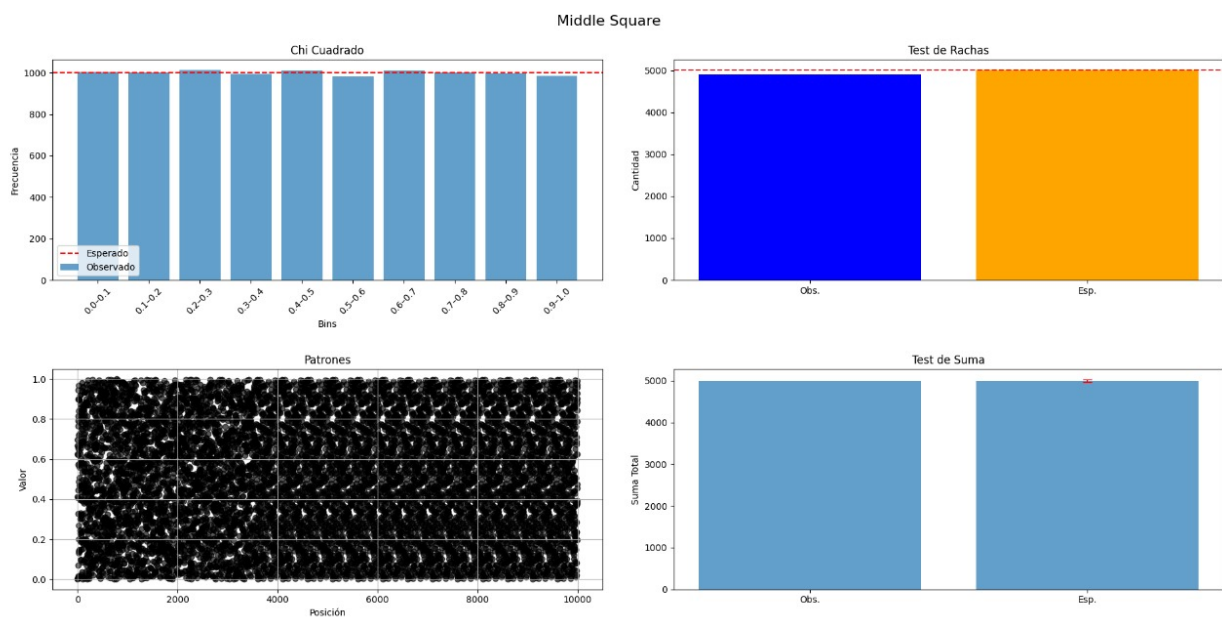 Middle Square
Chi Cuadrado
Frecuencia
1000
800
600
400
200
0
Esperado
Observado
0.0-0.1
0.1-0.2
0.2-0.3
0.3-0.4
0.4-0.5
0.5-0.6
0.6-0.7
0.7-0.8
0.8-0.9
0.9-1.0
Bins
Test de Rachas
Cantidad
5000
4000
3000
2000
1000
0
Obs.
Esp.
Patrones
Valor
1.0
0.8
0.6
0.4
0.2
0.0
0
2000
4000
6000
8000
10000
Posición
Test de Suma
Suma Total
5000
4000
3000
2000
1000
0
Obs.
Esp.